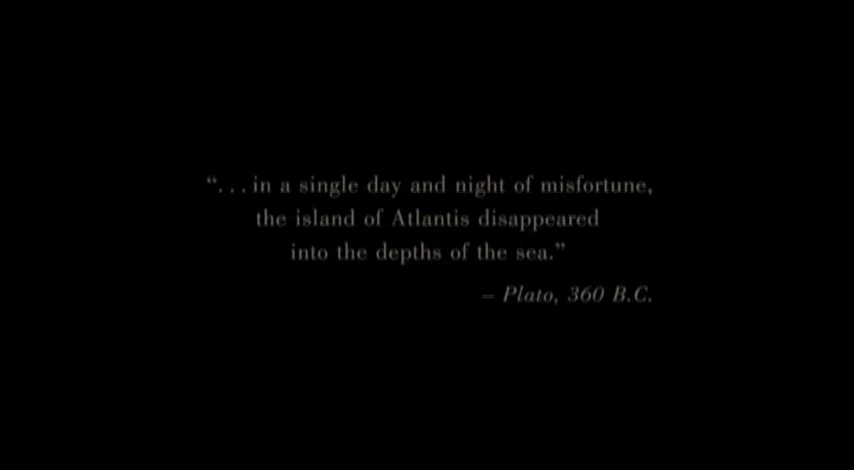 “. . . in a single day and night of misfortune,
the island of Atlantis disappeared
into the depths of the sea.”
– Plato, 360 B.C.